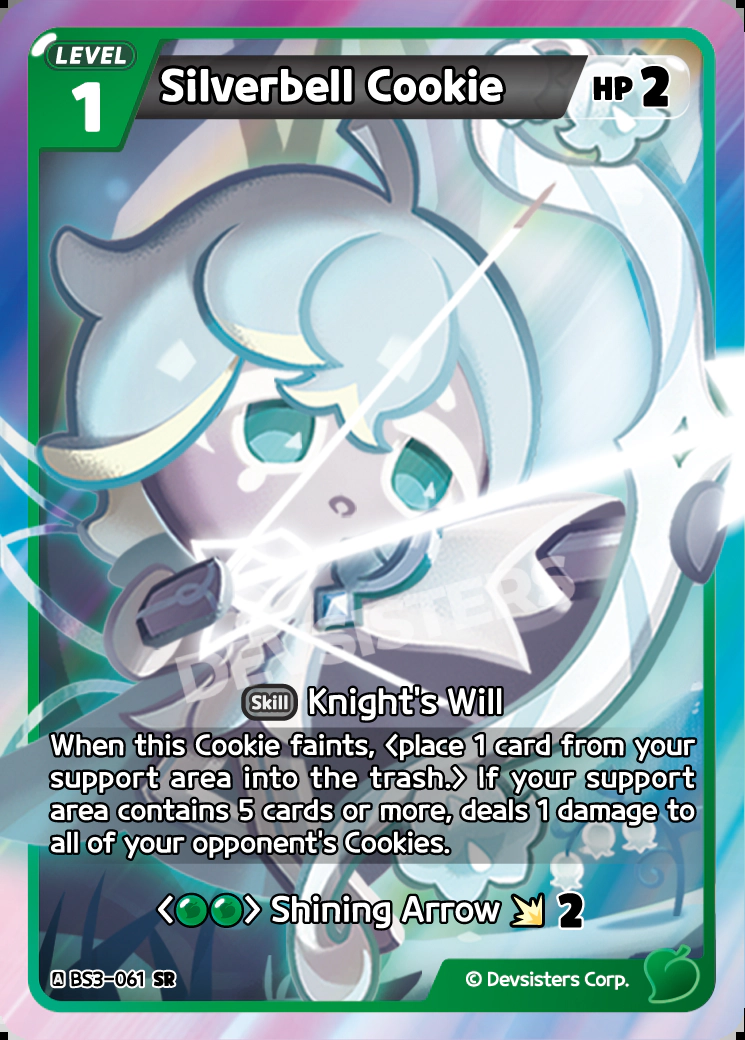 LEVEL
1
Silverbell Cookie
HP 2
DEVSISTERS
DEVSISTERS
Skill Knight's Will
When this Cookie faints, <place 1 card from your
support area into the trash.> If your support
area contains 5 cards or more, deals 1 damage to
all of your opponent's Cookies.
< > Shining Arrow 2
A BS3-061 SR
© Devsisters Corp.